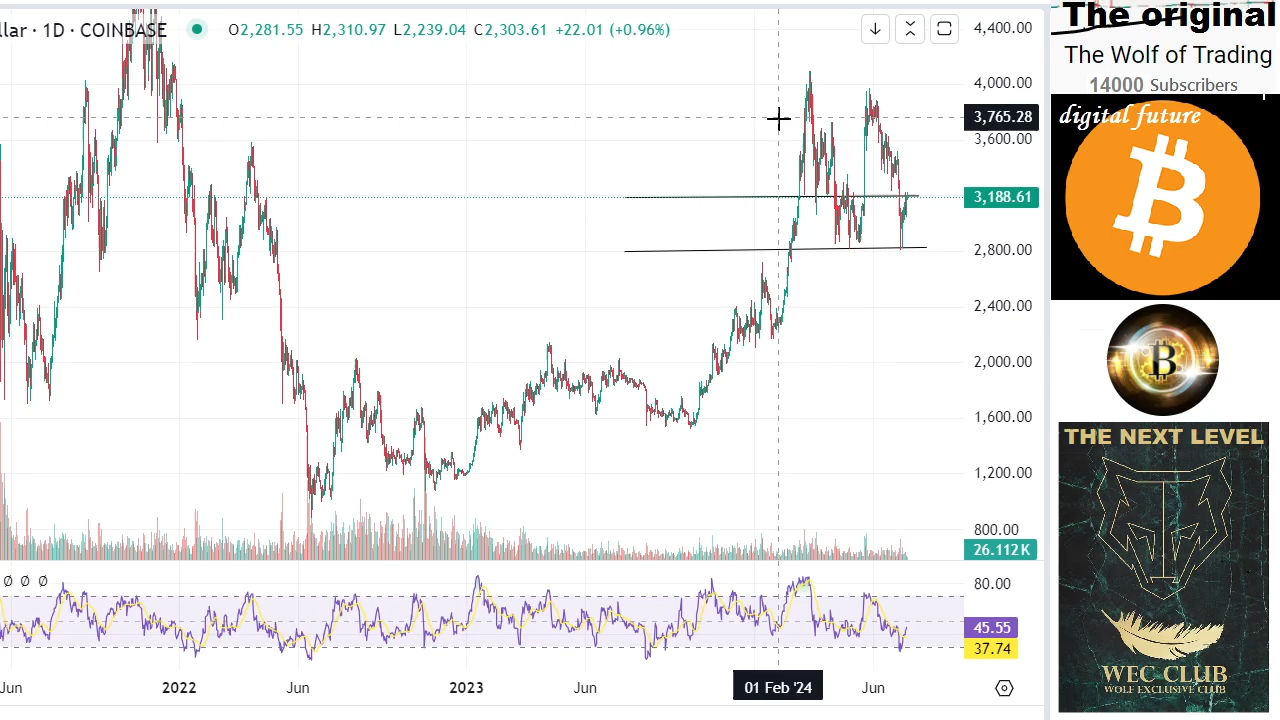 llar · 1D · COINBASE O2,281.55 H2,310.97 L2,239.04 C2,303.61 +22.01 (+0.96%)
4,400.00
4,000.00
3,765.28
3,600.00
3,188.61
2,800.00
2,400.00
2,000.00
1,600.00
1,200.00
800.00
26.112K
Ø Ø Ø
80.00
45.55
37.74
Jun 2022 Jun 2023 Jun 01 Feb '24 Jun
The original
The Wolf of Trading
14000 Subscribers
digital future
B
B
THE NEXT LEVEL
WEC CLUB
WOLF EXCLUSIVE CLUB